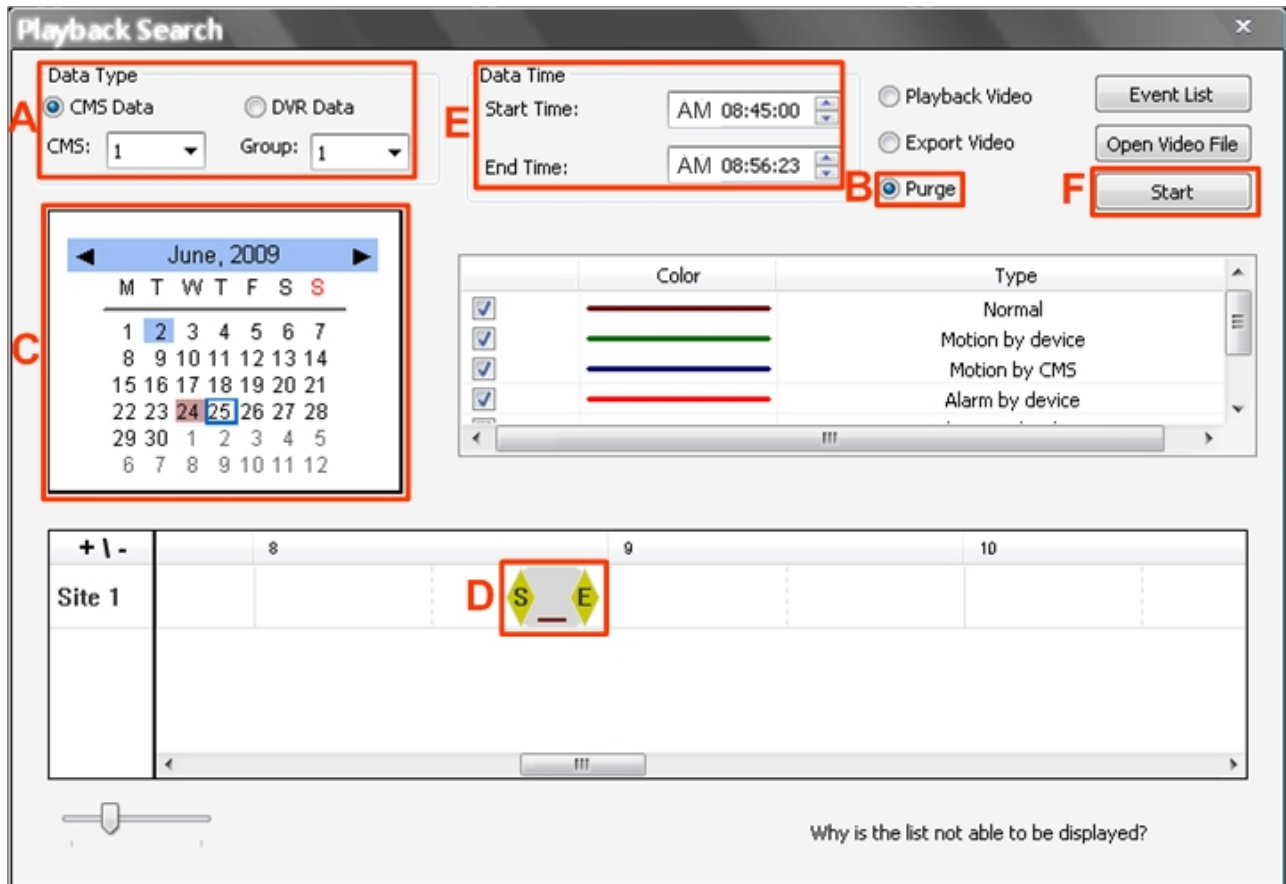 Playback Search
A
Data Type
CMS Data DVR Data
CMS: 1 Group: 1
E
Data Time
Start Time: AM 08:45:00
End Time: AM 08:56:23
Playback Video
Export Video
B Purge
Event List
Open Video File
F Start
C
June, 2009
M T W T F S S
1 2 3 4 5 6 7
8 9 10 11 12 13 14
15 16 17 18 19 20 21
22 23 24 25 26 27 28
29 30 1 2 3 4 5
6 7 8 9 10 11 12
Color Type
Normal
Motion by device
Motion by CMS
Alarm by device
+ \ - 8 9 10
Site 1 D S E
Why is the list not able to be displayed?